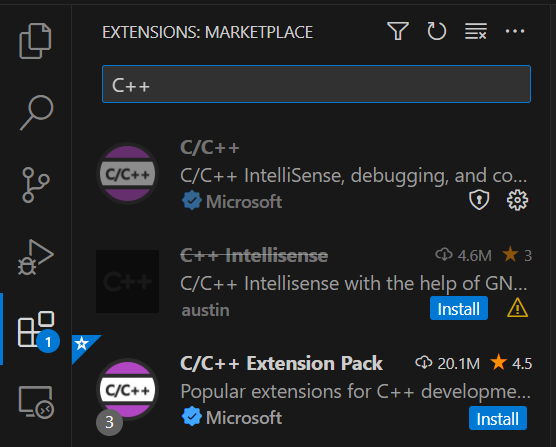 EXTENSIONS: MARKETPLACE
C++
C/C++
C/C++
C/C++ IntelliSense, debugging, and co...
Microsoft
C++
C++ Intellisense 4.6M 3
C/C++ Intellisense with the help of GN...
austin Install
1
C/C++
C/C++ Extension Pack 20.1M 4.5
Popular extensions for C++ developme...
3
Microsoft Install